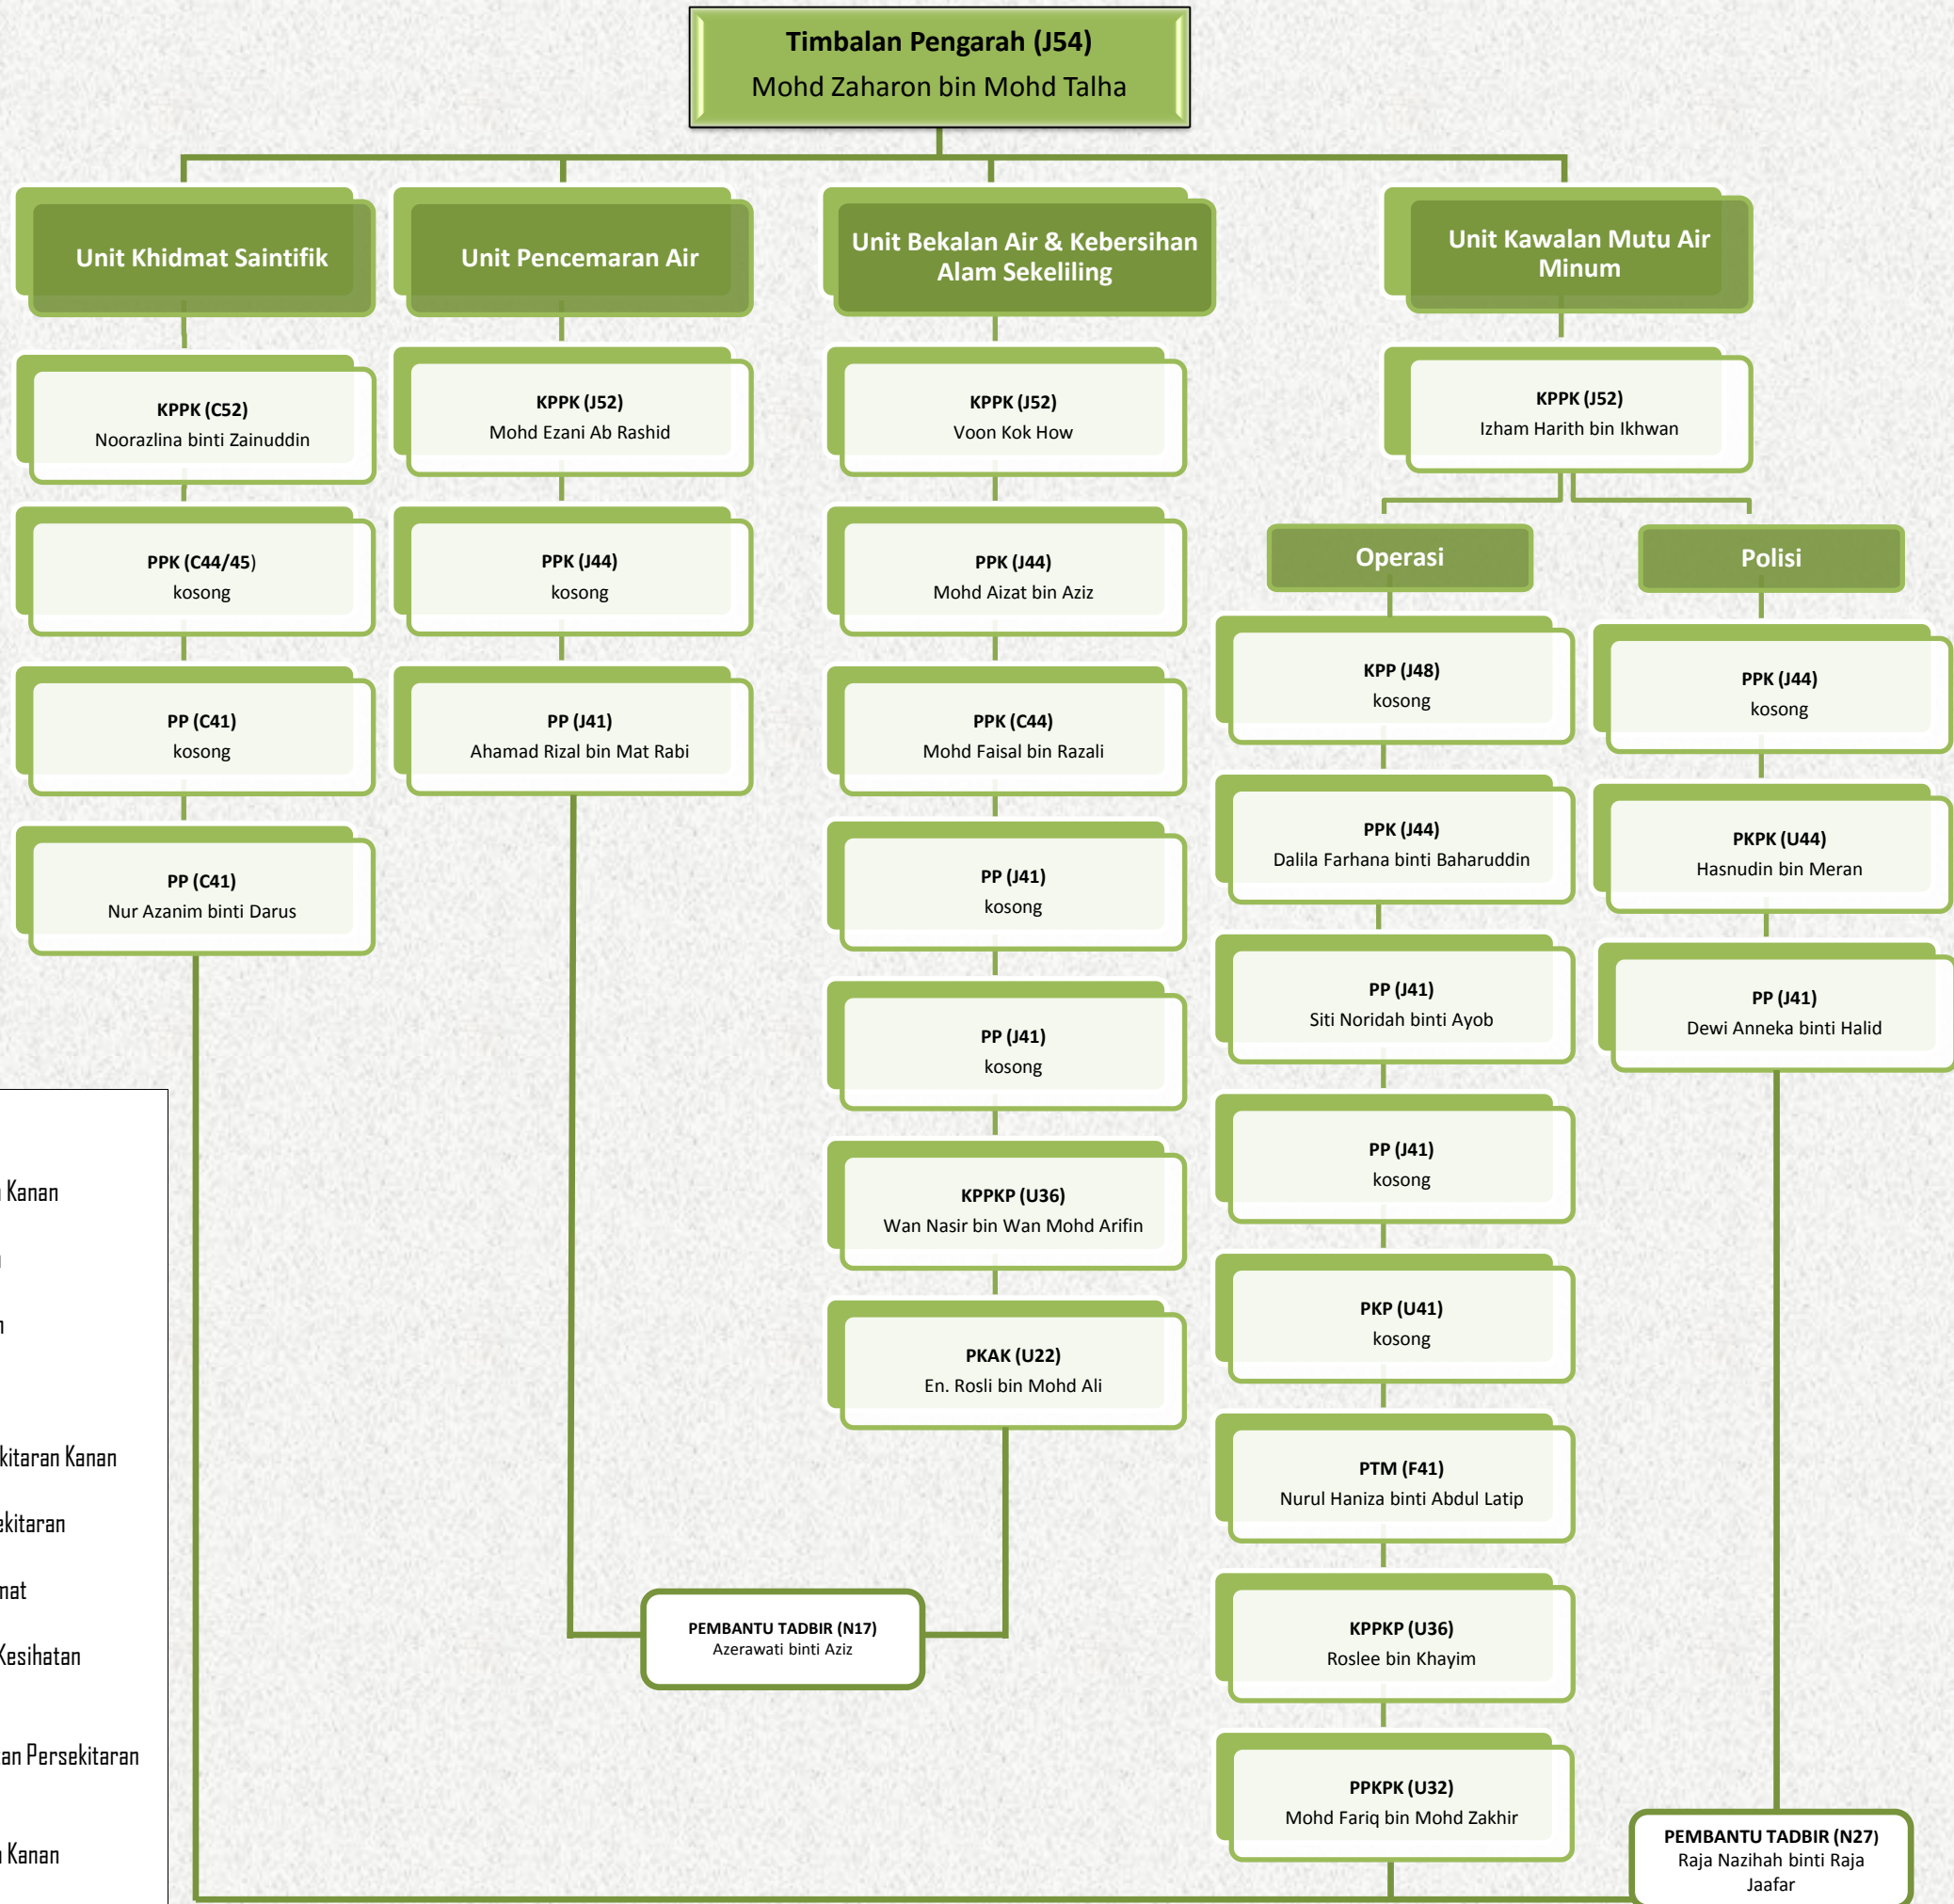 Timbalan Pengarah (J54)
Mohd Zaharon bin Mohd Talha
Unit Khidmat Saintifik
KPPK (C52)
Noorazlina binti Zainuddin
PPK (C44/45)
kosong
PP (C41)
kosong
PP (C41)
Nur Azanim binti Darus
Unit Pencemaran Air
KPPK (J52)
Mohd Ezani Ab Rashid
PPK (J44)
kosong
PP (J41)
Ahamad Rizal bin Mat Rabi
Unit Bekalan Air & Kebersihan
Alam Sekeliling
KPPK (J52)
Voon Kok How
PPK (J44)
Mohd Aizat bin Aziz
PPK (C44)
Mohd Faisal bin Razali
PP (J41)
kosong
PP (J41)
kosong
KPPKP (U36)
Wan Nasir bin Wan Mohd Arifin
PKAK (U22)
En. Rosli bin Mohd Ali
PEMBANTU TADBIR (N17)
Azerawati binti Aziz
Unit Kawalan Mutu Air
Minum
KPPK (J52)
Izham Harith bin Ikhwan
Operasi
KPP (J48)
kosong
PPK (J44)
Dalila Farhana binti Baharuddin
PP (J41)
Siti Noridah binti Ayob
PP (J41)
kosong
PKP (U41)
kosong
PTM (F41)
Nurul Haniza binti Abdul Latip
KPPKP (U36)
Roslee bin Khayim
PPKPK (U32)
Mohd Fariq bin Mohd Zakhir
Polisi
PPK (J44)
kosong
PKPK (U44)
Hasnudin bin Meran
PP (J41)
Dewi Anneka binti Halid
PEMBANTU TADBIR (N27)
Raja Nazihah binti Raja
Jaafar
Kanan
kitaran Kanan
ekitaran
mat
Kesihatan
an Persekitaran
Kanan